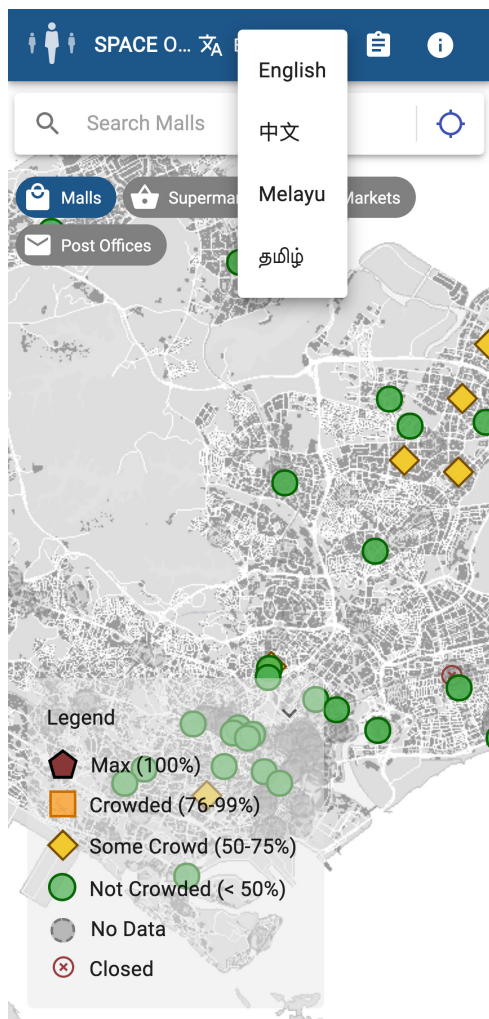 SPACE O...
English
中文
Melayu
தமிழ்
Search Malls
Malls
Markets
Post Offices
Legend
Max (100%)
Crowded (76-99%)
Some Crowd (50-75%)
Not Crowded (< 50%)
No Data
Closed